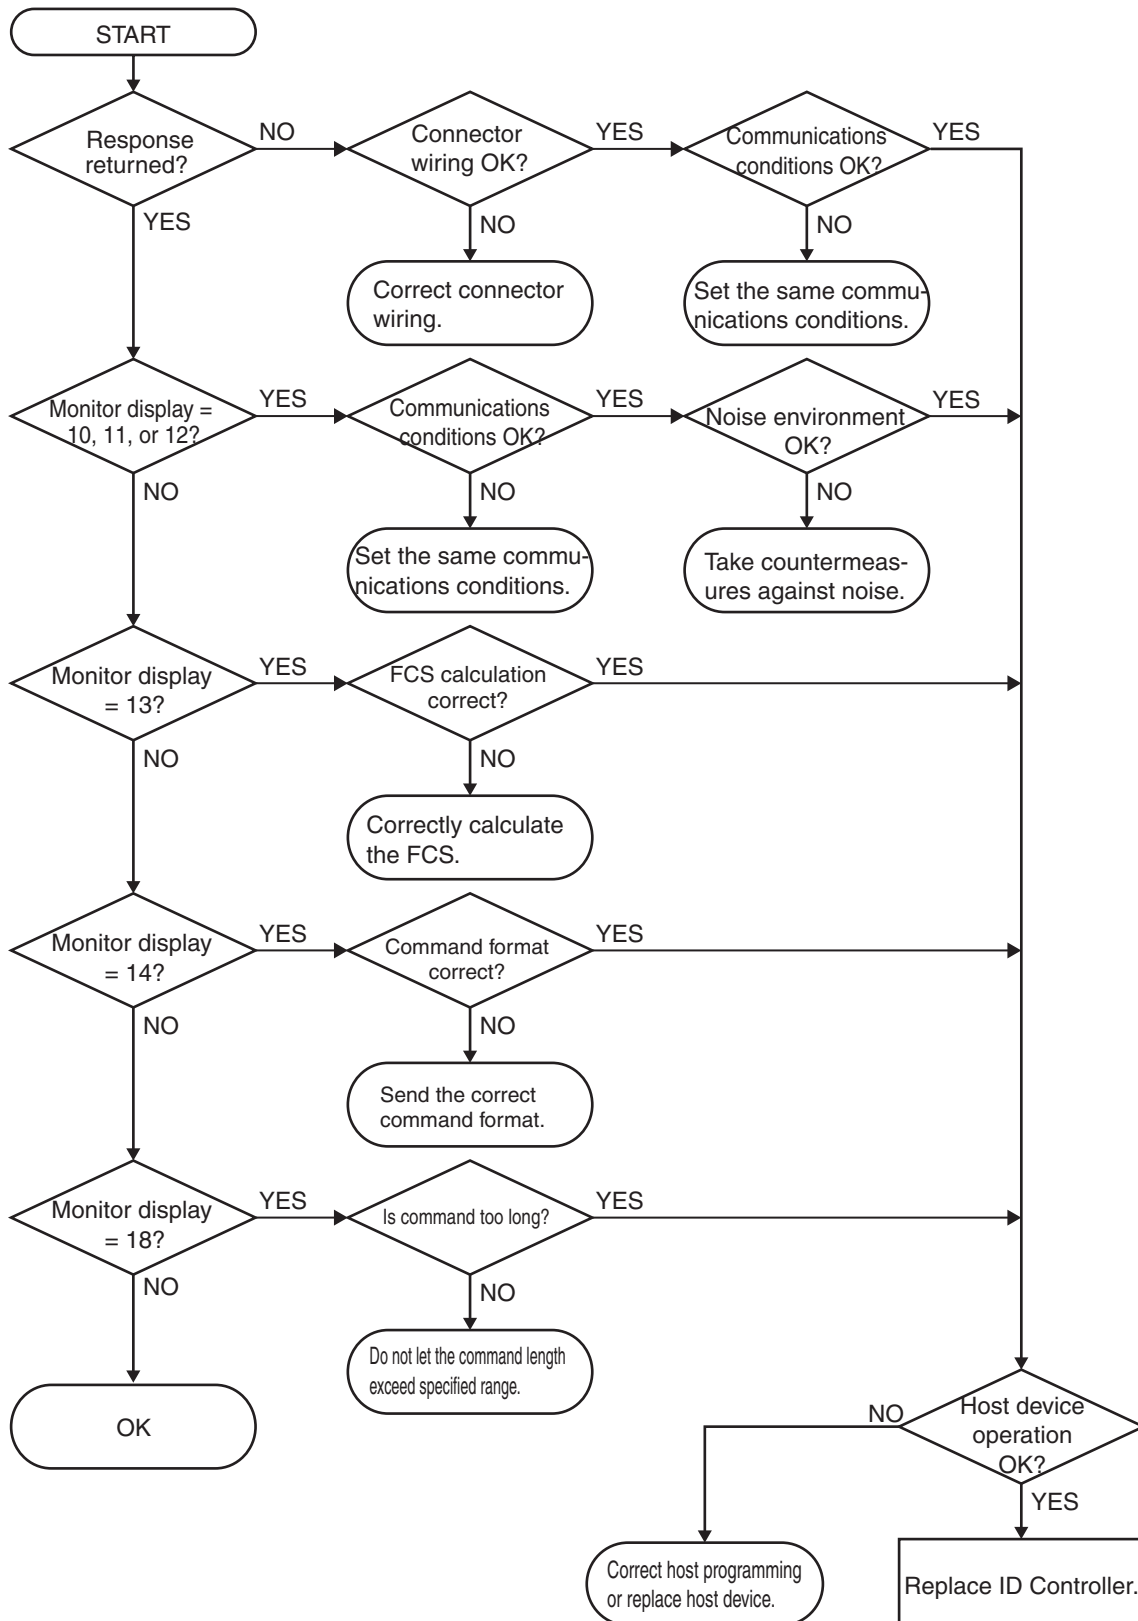 START
Response
returned?
NO
Connector
wiring OK?
YES
Communications
conditions OK?
YES
YES
NO
NO
Correct connector
wiring.
Set the same commu-
nications conditions.
Monitor display =
10, 11, or 12?
YES
Communications
conditions OK?
YES
Noise environment
OK?
YES
NO
NO
NO
Set the same commu-
nications conditions.
Take countermeas-
ures against noise.
Monitor display
= 13?
YES
FCS calculation
correct?
YES
NO
NO
Correctly calculate
the FCS.
Monitor display
= 14?
YES
Command format
correct?
YES
NO
NO
Send the correct
command format.
Monitor display
= 18?
YES
Is command too long?
YES
NO
NO
Do not let the command length
exceed specified range.
OK
NO
Host device
operation
OK?
YES
Correct host programming
or replace host device.
Replace ID Controller.